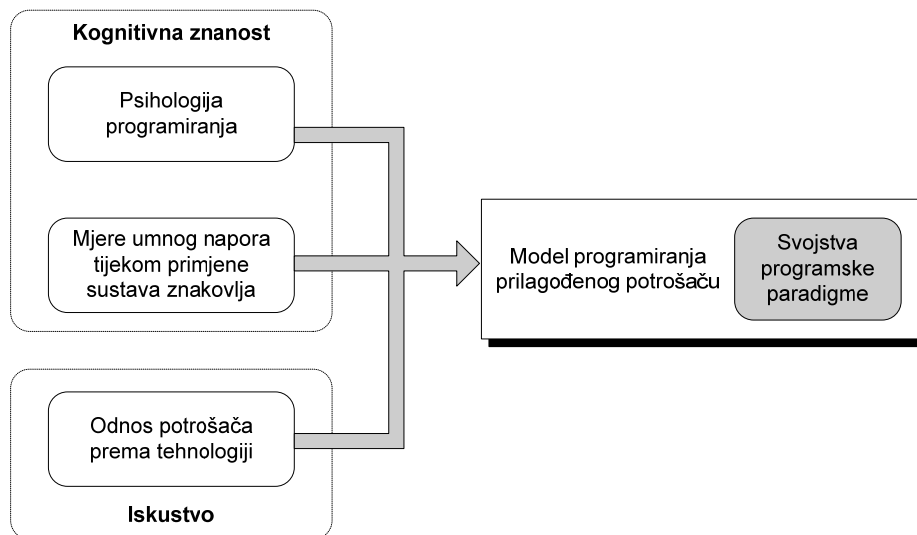 Kognitivna znanost
Psihologija
programiranja
Mjere umnog napora
tijekom primjene
sustava znakovlja
Odnos potrošača
prema tehnologiji
Iskustvo
Model programiranja
prilagođenog potrošaču
Svojstva
programske
paradigme